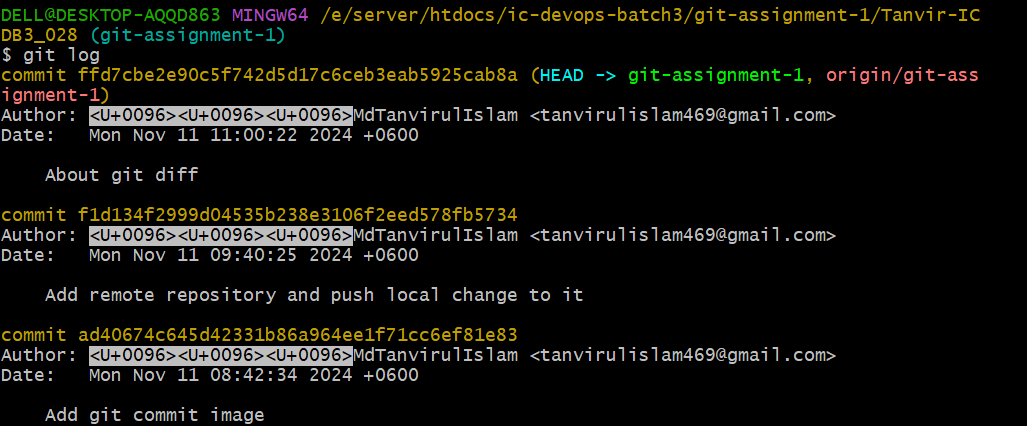 DELL@DESKTOP-AQQD863 MINGW64 /e/server/htdocs/ic-devops-batch3/git-assignment-1/Tanvir-IC
DB3_028 (git-assignment-1)
$ git log
commit ffd7cbe2e90c5f742d5d17c6ceb3eab5925cab8a (HEAD -> git-assignment-1, origin/git-ass
ignment-1)
Author: <U+0096><U+0096><U+0096>MdTanvirulIslam <tanvirulislam469@gmail.com>
Date:   Mon Nov 11 11:00:22 2024 +0600
    About git diff
commit f1d134f2999d04535b238e3106f2eed578fb5734
Author: <U+0096><U+0096><U+0096>MdTanvirulIslam <tanvirulislam469@gmail.com>
Date:   Mon Nov 11 09:40:25 2024 +0600
    Add remote repository and push local change to it
commit ad40674c645d42331b86a964ee1f71cc6ef81e83
Author: <U+0096><U+0096><U+0096>MdTanvirulIslam <tanvirulislam469@gmail.com>
Date:   Mon Nov 11 08:42:34 2024 +0600
    Add git commit image